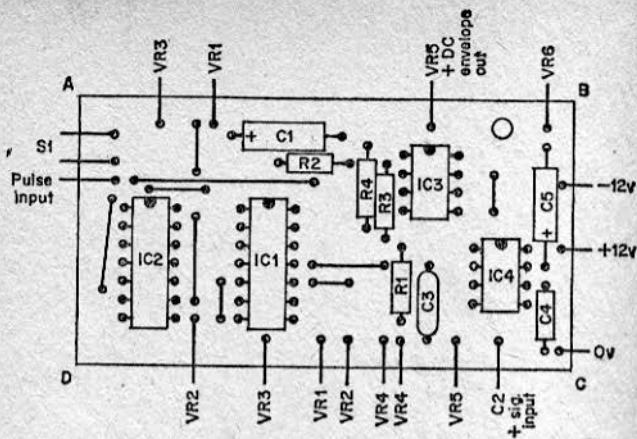 VR3
VR1
VR5
+ DC
envelope
out
VR6
A
B
S1
Pulse
input
+
C1
R2
R4
R3
IC3
C5
+
-12v
+12v
IC2
IC1
R1
C3
IC4
C4
0v
D
C
VR2
VR3
VR1
VR2
VR4
VR4
VR5
C2
+ sig.
input